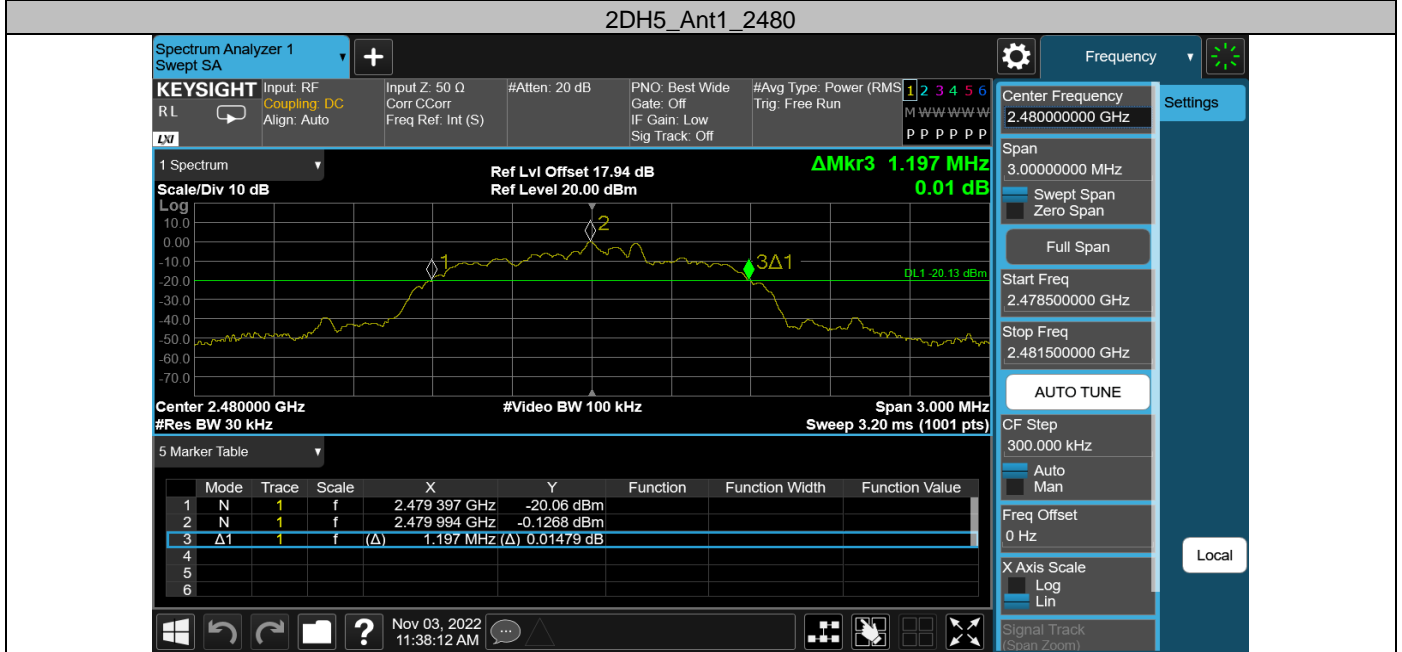 2DH5_Ant1_2480
Spectrum Analyzer 1
Swept SA
Frequency
KEYSIGHT
RL
LXI
Input: RF
Coupling: DC
Align: Auto
Input Z: 50 Ω
Corr CCorr
Freq Ref: Int (S)
#Atten: 20 dB
PNO: Best Wide
Gate: Off
IF Gain: Low
Sig Track: Off
#Avg Type: Power (RMS
Trig: Free Run
1 2 3 4 5 6
M W W W W W
P P P P P P
1 Spectrum
Scale/Div 10 dB
Ref Lvl Offset 17.94 dB
Ref Level 20.00 dBm
ΔMkr3 1.197 MHz
0.01 dB
Log
10.0
0.00
-10.0
-20.0
-30.0
-40.0
-50.0
-60.0
-70.0
1
2
3Δ1
DL1 -20.13 dBm
Center 2.480000 GHz
#Video BW 100 kHz
Span 3.000 MHz
#Res BW 30 kHz
Sweep 3.20 ms (1001 pts)
5 Marker Table
Mode Trace Scale X Y Function Function Width Function Value
1 N 1 f 2.479 397 GHz -20.06 dBm
2 N 1 f 2.479 994 GHz -0.1268 dBm
3 Δ1 1 f (Δ) 1.197 MHz (Δ) 0.01479 dB
4
5
6
Nov 03, 2022
11:38:12 AM
Center Frequency
2.480000000 GHz
Settings
Span
3.00000000 MHz
Swept Span
Zero Span
Full Span
Start Freq
2.478500000 GHz
Stop Freq
2.481500000 GHz
AUTO TUNE
CF Step
300.000 kHz
Auto
Man
Freq Offset
0 Hz
X Axis Scale
Log
Lin
Local
Signal Track
(Span Zoom)